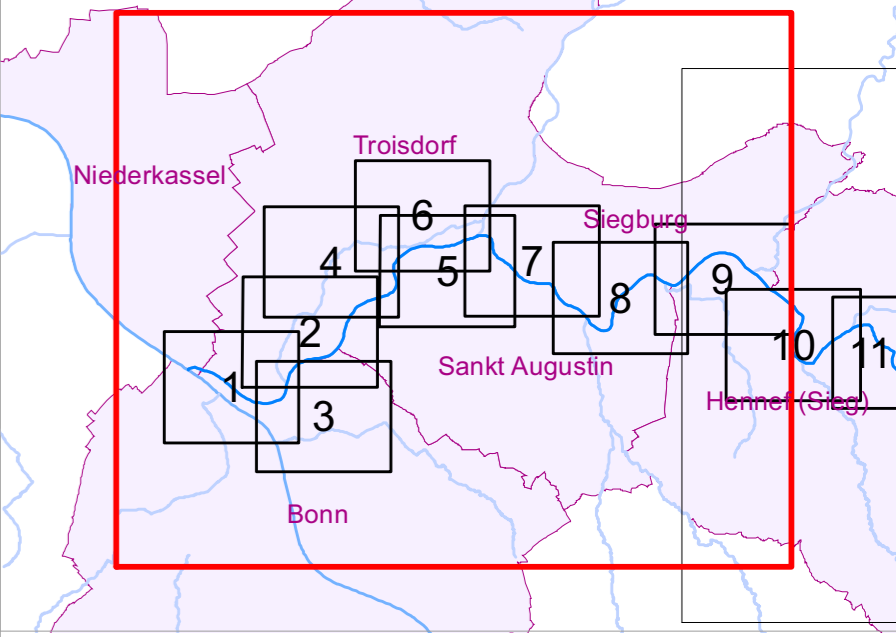 Troisdorf
Niederkassel
6
Siegburg
4
7
5
9
8
2
10
11
Sankt Augustin
1
Hennef (Sieg)
3
Bonn